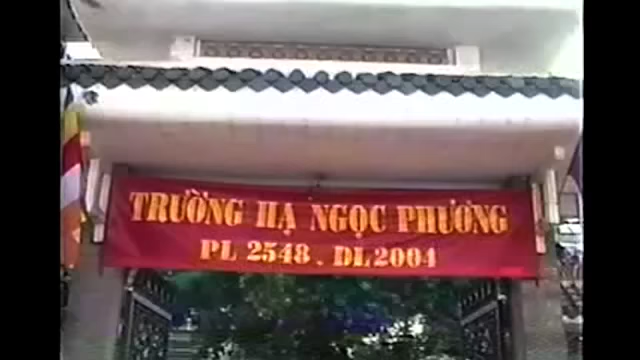 TRƯỜNG HẠ NGỌC PHƯƠNG
PL 2548 . DL 2004